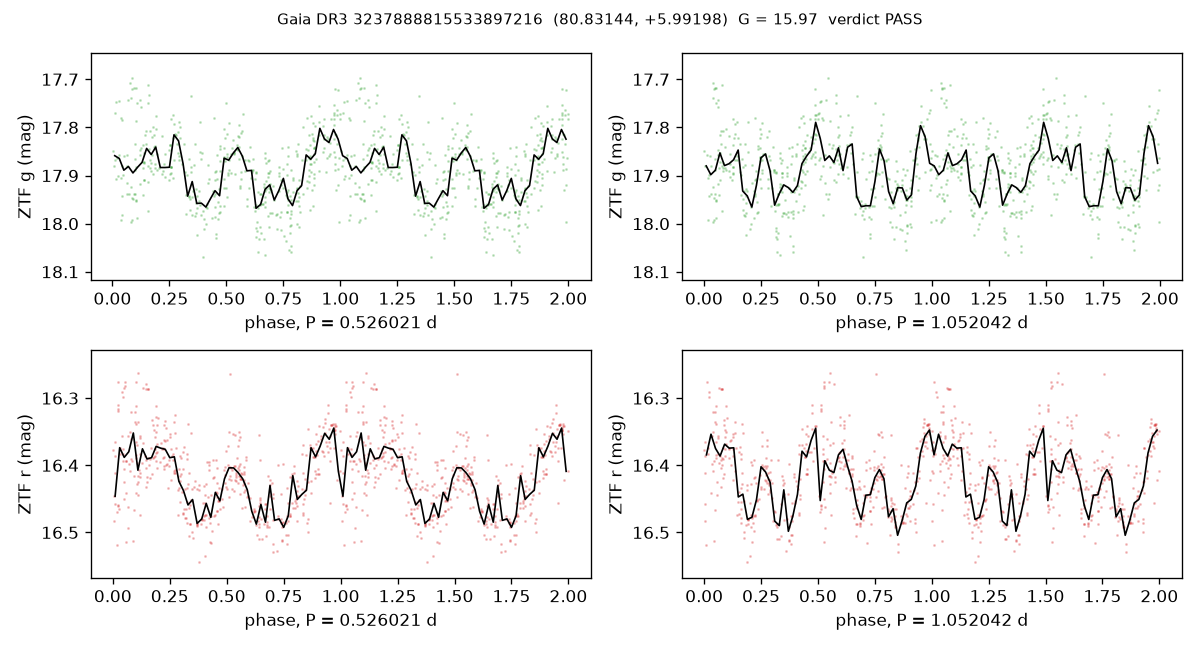 Gaia DR3 3237888815533897216 (80.83144, +5.99198) G = 15.97 verdict PASS
ZTF g (mag)
17.7
17.8
17.9
18.0
18.1
0.00 0.25 0.50 0.75 1.00 1.25 1.50 1.75 2.00
phase, P = 0.526021 d
ZTF g (mag)
17.7
17.8
17.9
18.0
18.1
0.00 0.25 0.50 0.75 1.00 1.25 1.50 1.75 2.00
phase, P = 1.052042 d
ZTF r (mag)
16.3
16.4
16.5
0.00 0.25 0.50 0.75 1.00 1.25 1.50 1.75 2.00
phase, P = 0.526021 d
ZTF r (mag)
16.3
16.4
16.5
0.00 0.25 0.50 0.75 1.00 1.25 1.50 1.75 2.00
phase, P = 1.052042 d